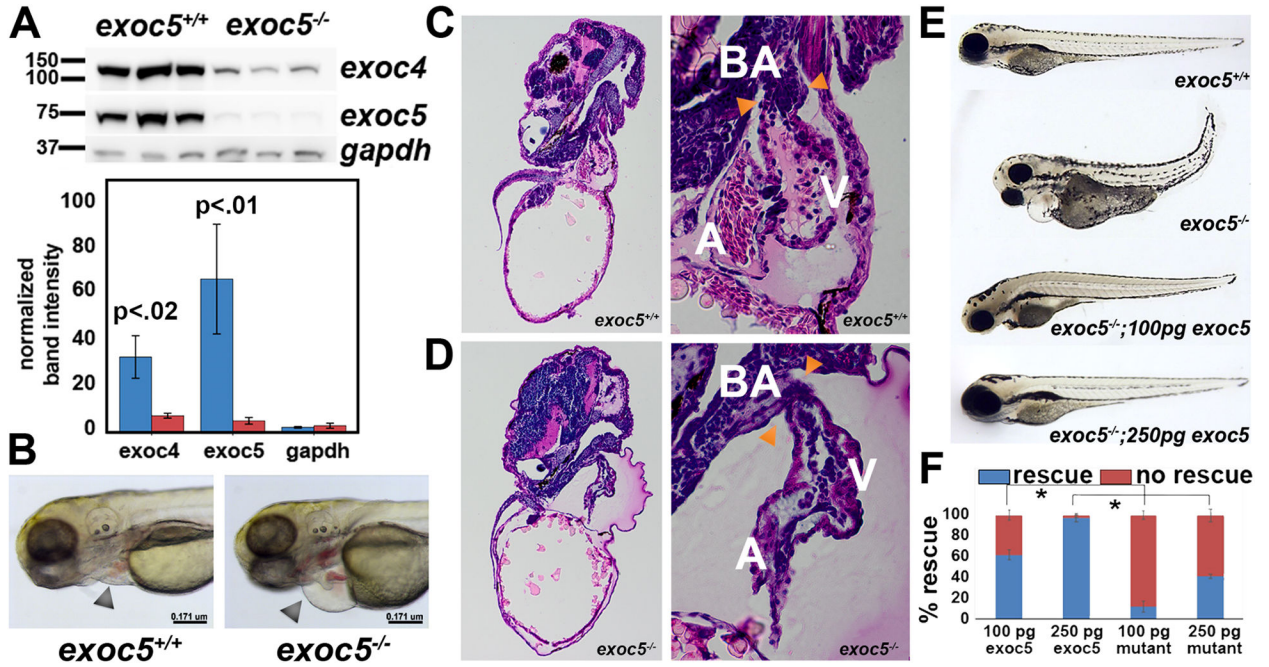 A
exoc5+/+ exoc5-/-
150
100
exoc4
75
exoc5
37
gapdh
normalized
band intensity
100
80
60
40
20
0
p<.02
p<.01
exoc4 exoc5 gapdh
B
0.171 um
0.171 um
exoc5+/+ exoc5-/-
C
exoc5+/+
BA
V
A
exoc5+/+
D
exoc5-/-
BA
V
A
exoc5-/-
E
exoc5+/+
exoc5-/-
exoc5-/-;100pg exoc5
exoc5-/-;250pg exoc5
F
rescue no rescue
* *
% rescue
100
80
60
40
20
0
100 pg 250 pg 100 pg 250 pg
exoc5 exoc5 mutant mutant